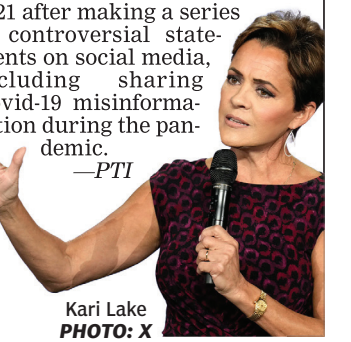 21 after making a series
controversial state-
ents on social media,
cluding sharing
vid-19 misinforma-
tion during the pan-
demic.
—PTI
Kari Lake
PHOTO: X